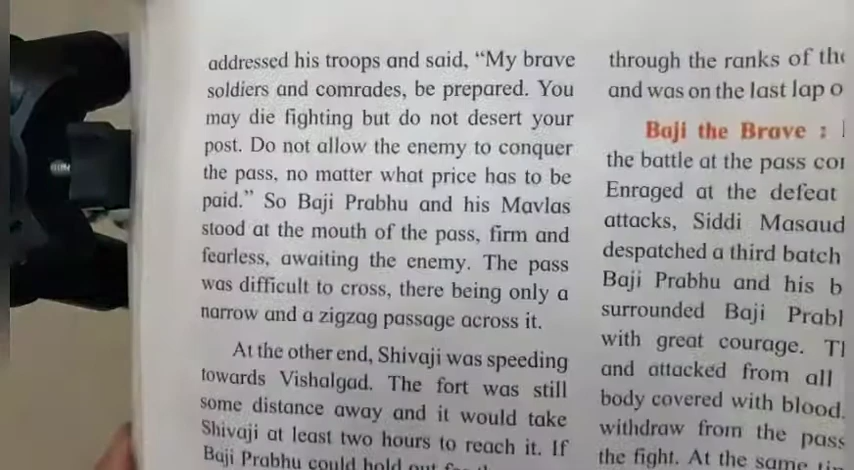 addressed his troops and said, “My brave
soldiers and comrades, be prepared. You
may die fighting but do not desert your
post. Do not allow the enemy to conquer
the pass, no matter what price has to be
paid.” So Baji Prabhu and his Mavlas
stood at the mouth of the pass, firm and
fearless, awaiting the enemy. The pass
was difficult to cross, there being only a
narrow and a zigzag passage across it.
At the other end, Shivaji was speeding
towards Vishalgad. The fort was still
some distance away and it would take
Shivaji at least two hours to reach it. If
Baji Prabhu could hold out
through the ranks of the
and was on the last lap o
Baji the Brave :
the battle at the pass
Enraged at the defeat
attacks, Siddi Masaud
despatched a third batch
Baji Prabhu and his b
surrounded Baji
with great courage.
and attacked from all
body covered with blood.
withdraw from the pass
the fight. At the same